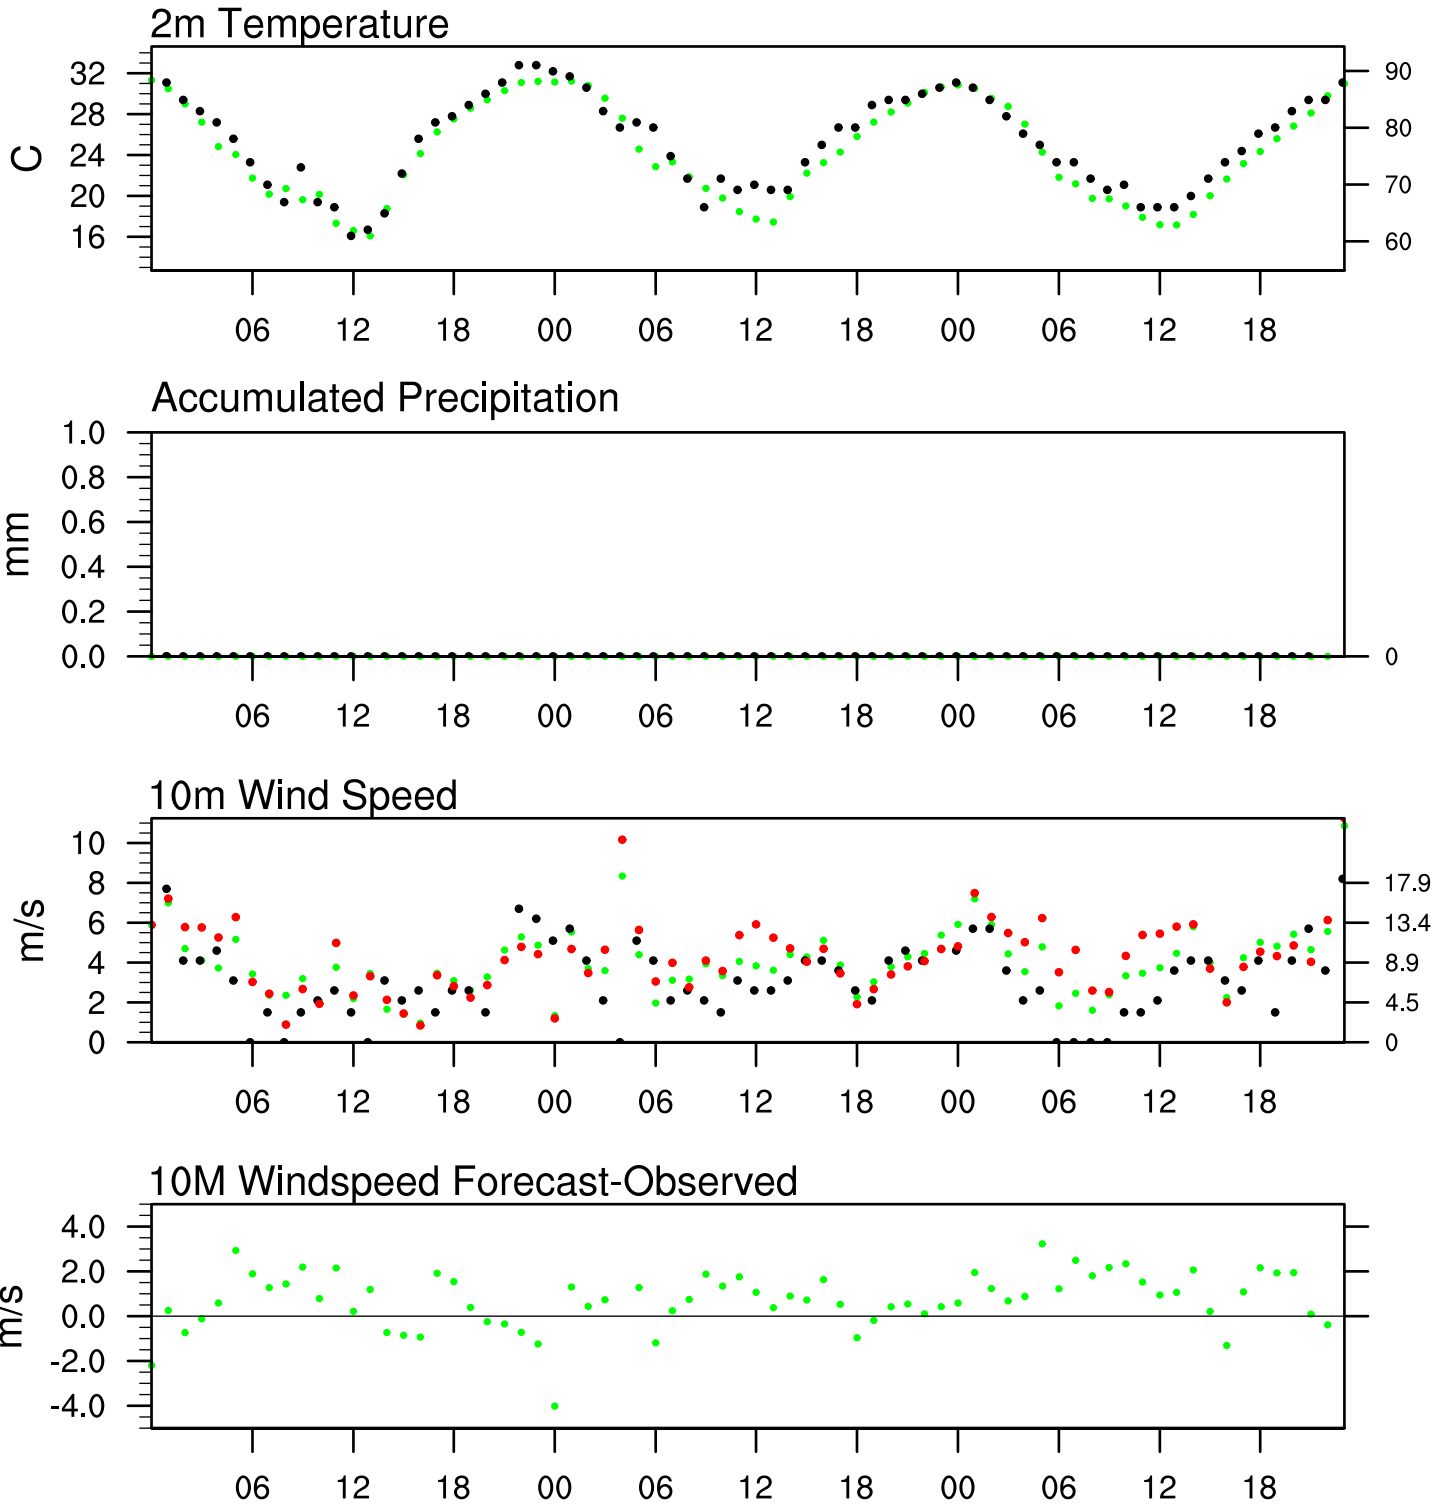 2m Temperature
C
32
28
24
20
16
90
80
70
60
06 12 18 00 06 12 18 00 06 12 18
Accumulated Precipitation
mm
1.0
0.8
0.6
0.4
0.2
0.0
0
06 12 18 00 06 12 18 00 06 12 18
10m Wind Speed
m/s
10
8
6
4
2
0
17.9
13.4
8.9
4.5
0
06 12 18 00 06 12 18 00 06 12 18
10M Windspeed Forecast-Observed
m/s
4.0
2.0
0.0
-2.0
-4.0
06 12 18 00 06 12 18 00 06 12 18